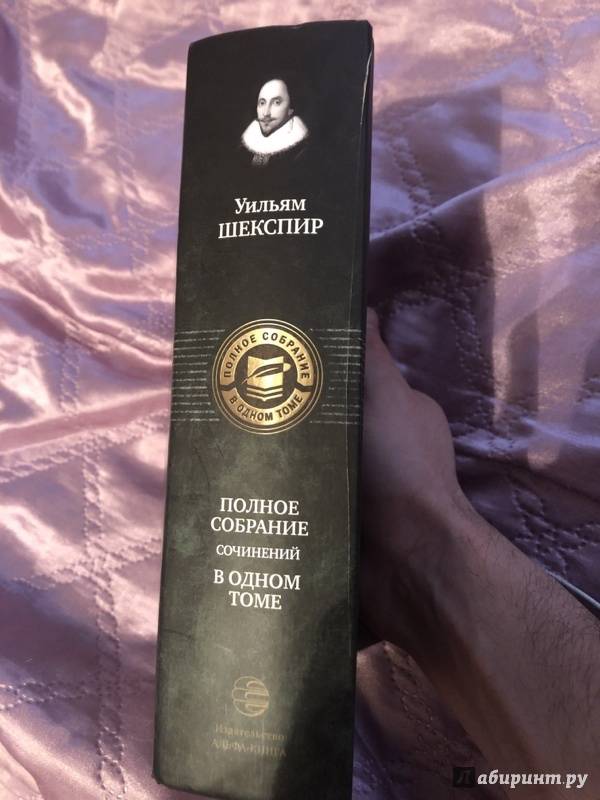 Уильям
ШЕКСПИР
ПОЛНОЕ СОБРАНИЕ
В ОДНОМ ТОМЕ
ПОЛНОЕ
СОБРАНИЕ
СОЧИНЕНИЙ
В ОДНОМ
ТОМЕ
Издательство
АЛЬФА-КНИГА
Лабиринт.ру